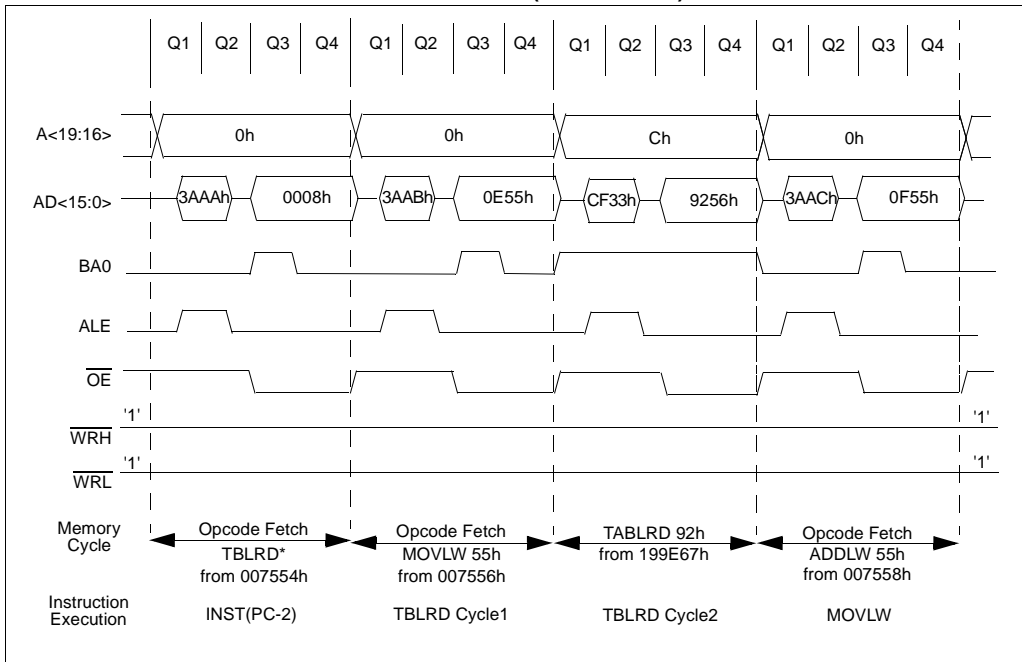 Q1 Q2 Q3 Q4 Q1 Q2 Q3 Q4 Q1 Q2 Q3 Q4 Q1 Q2 Q3 Q4
A<19:16> 0h 0h Ch 0h
AD<15:0> 3AAAh 0008h 3AABh 0E55h CF33h 9256h 3AACh 0F55h
BA0
ALE
OE
'1' '1'
WRH
'1' '1'
WRL
Memory Cycle
Opcode Fetch
TBLRD*
from 007554h
Opcode Fetch
MOVLW 55h
from 007556h
TABLRD 92h
from 199E67h
Opcode Fetch
ADDLW 55h
from 007558h
Instruction Execution
INST(PC-2) TBLRD Cycle1 TBLRD Cycle2 MOVLW